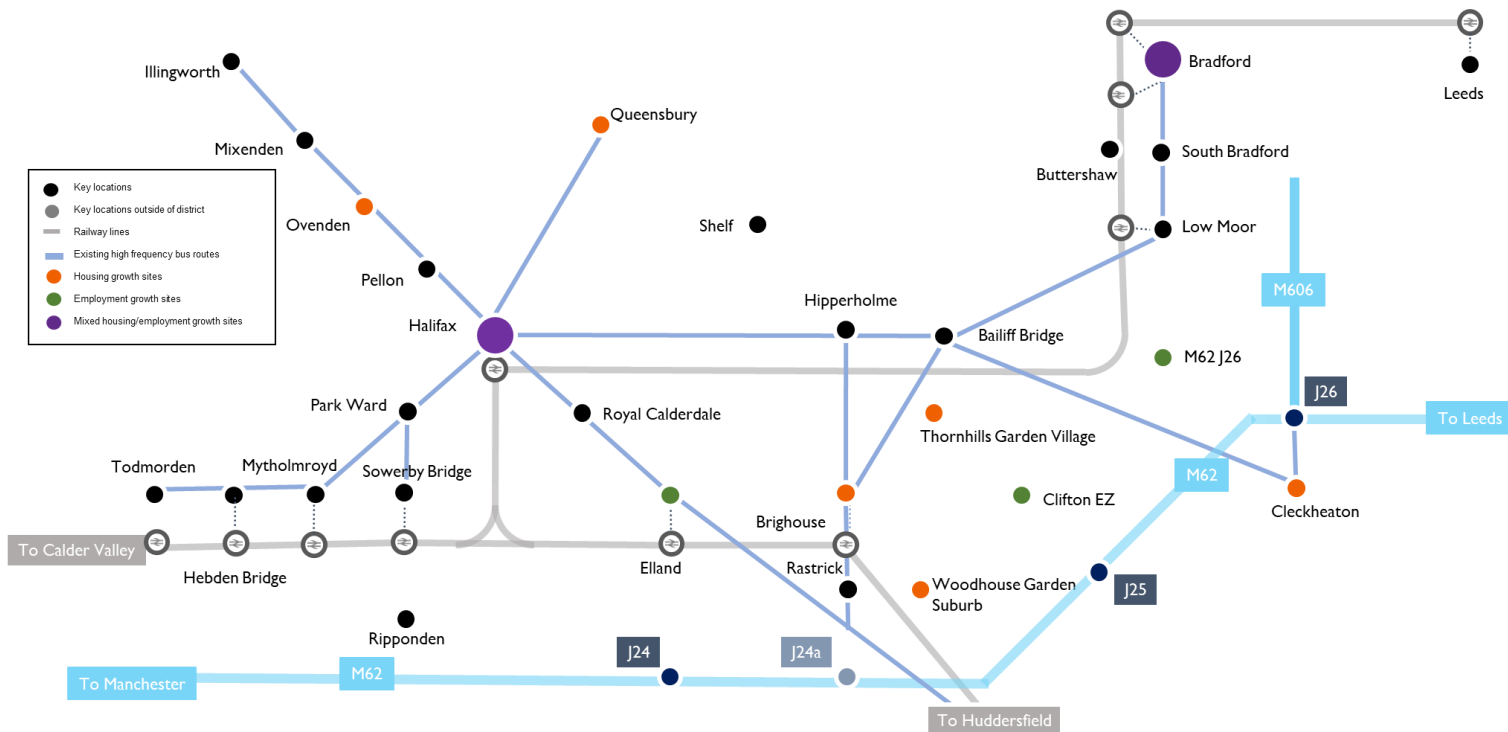 Illingworth
Mixenden
Ovenden
Pellon
Halifax
Queensbury
Shelf
Bradford
Leeds
Buttershaw
South Bradford
Low Moor
Key locations
Key locations outside of district
Railway lines
Existing high frequency bus routes
Housing growth sites
Employment growth sites
Mixed housing/employment growth sites
Hipperholme
Bailiff Bridge
M606
M62 J26
J26
To Leeds
Park Ward
Royal Calderdale
Thornhills Garden Village
Todmorden
Mytholmroyd
Sowerby Bridge
M62
Clifton EZ
Cleckheaton
Brighouse
To Calder Valley
Hebden Bridge
Elland
Rastrick
Woodhouse Garden
Suburb
J25
Ripponden
J24
J24a
To Manchester
M62
To Huddersfield